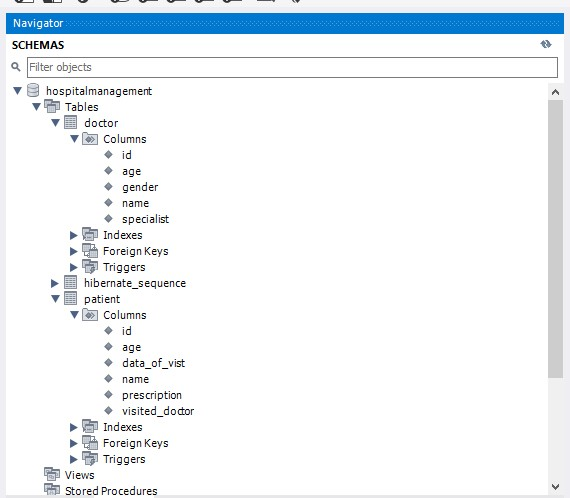 Navigator
SCHEMAS
Filter objects
hospitalmanagement
Tables
doctor
Columns
id
age
gender
name
specialist
Indexes
Foreign Keys
Triggers
hibernate_sequence
patient
Columns
id
age
data_of_vist
name
prescription
visited_doctor
Indexes
Foreign Keys
Triggers
Views
Stored Procedures